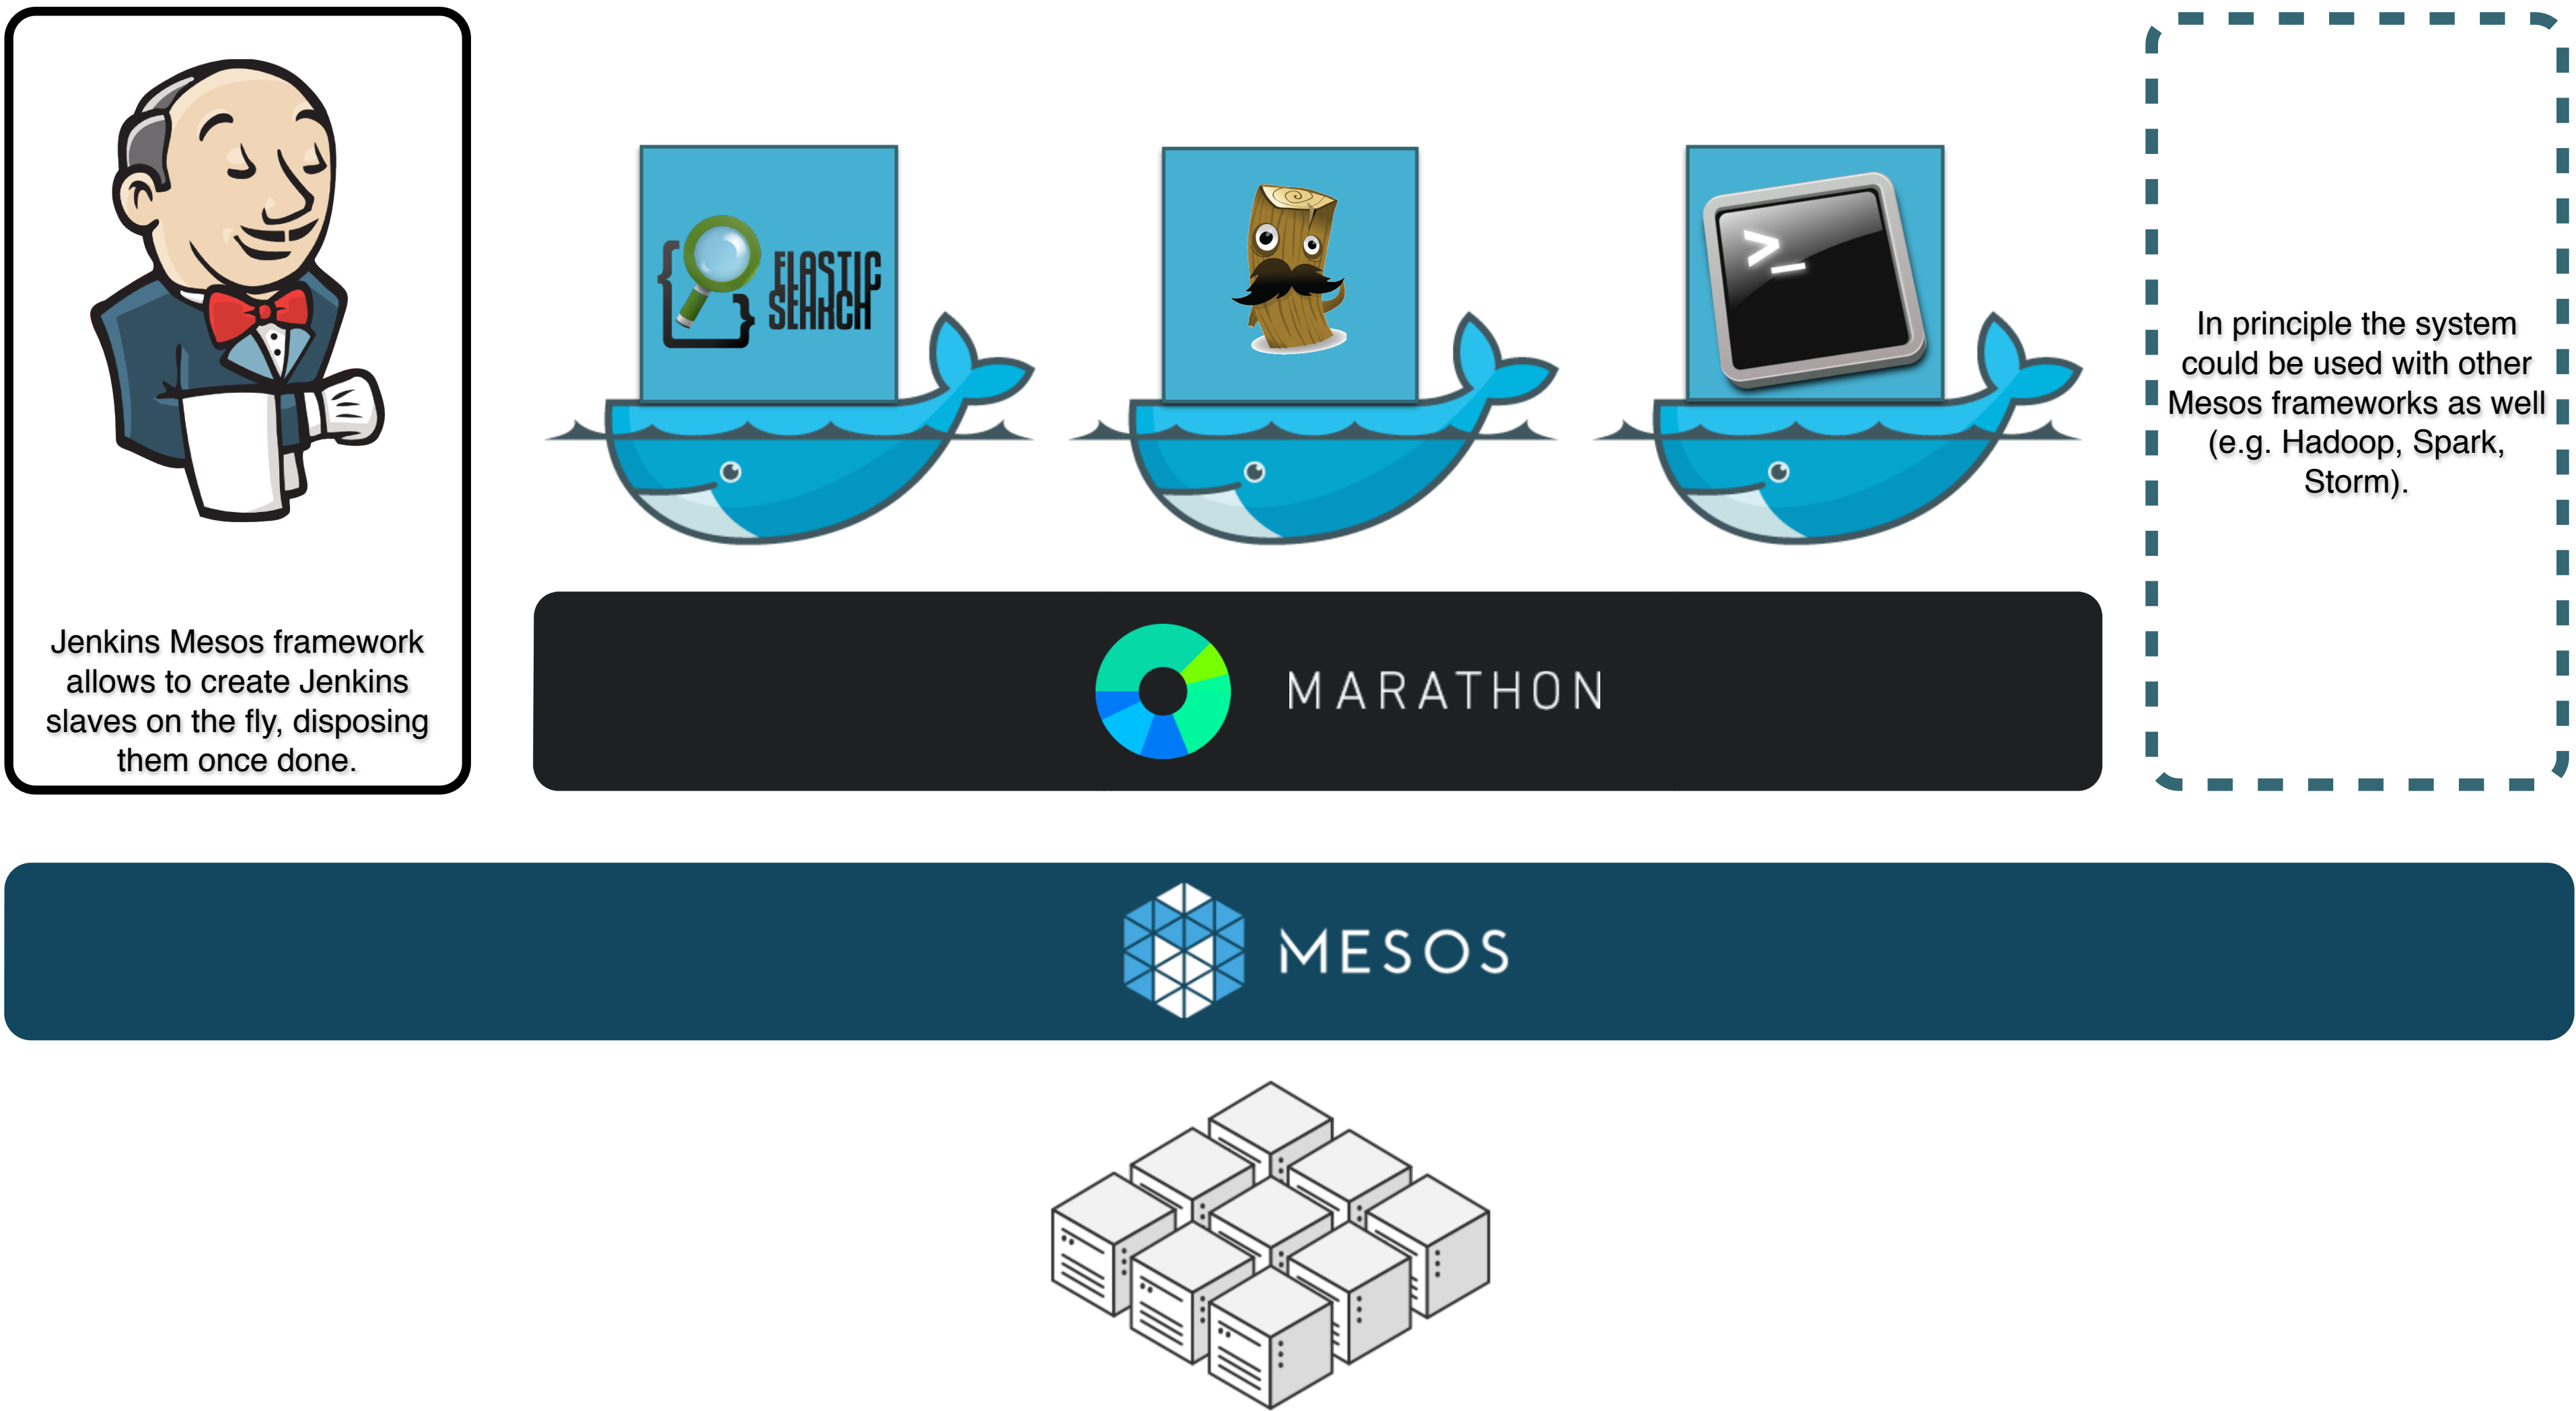 ELASTIC
SEARCH
>_
In principle the system
could be used with other
Mesos frameworks as well
(e.g. Hadoop, Spark,
Storm).
Jenkins Mesos framework
allows to create Jenkins
slaves on the fly, disposing
them once done.
MARATHON
MESOS